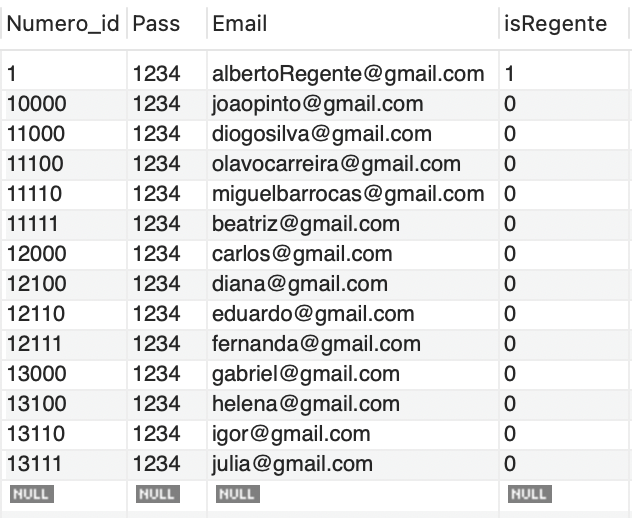 Numero_id Pass Email isRegente
1 1234 albertoRegente@gmail.com 1
10000 1234 joaopinto@gmail.com 0
11000 1234 diogosilva@gmail.com 0
11100 1234 olavocarreira@gmail.com 0
11110 1234 miguelbarrocas@gmail.com 0
11111 1234 beatriz@gmail.com 0
12000 1234 carlos@gmail.com 0
12100 1234 diana@gmail.com 0
12110 1234 eduardo@gmail.com 0
12111 1234 fernanda@gmail.com 0
13000 1234 gabriel@gmail.com 0
13100 1234 helena@gmail.com 0
13110 1234 igor@gmail.com 0
13111 1234 julia@gmail.com 0
NULL NULL NULL NULL